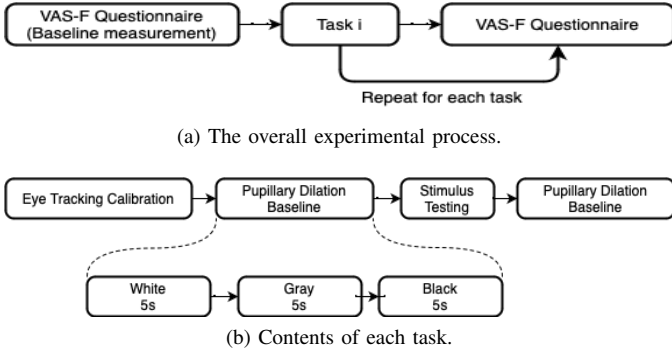 VAS-F Questionnaire
(Baseline measurement)
Task i
VAS-F Questionnaire
Repeat for each task
(a) The overall experimental process.
Eye Tracking Calibration
Pupillary Dilation
Baseline
Stimulus
Testing
Pupillary Dilation
Baseline
White
5s
Gray
5s
Black
5s
(b) Contents of each task.